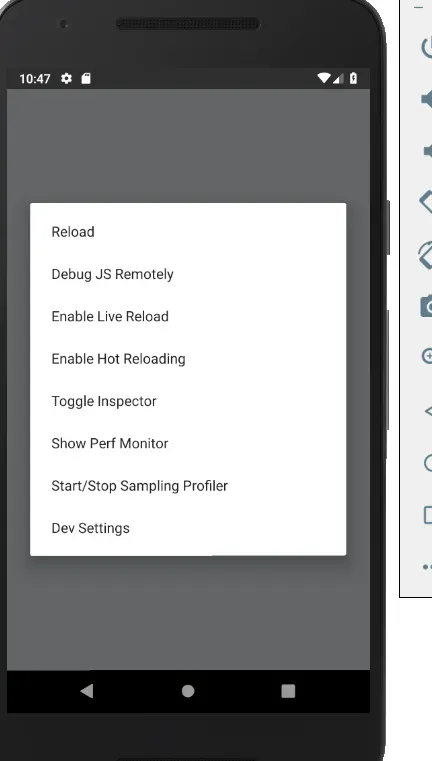 10:47
Reload
Debug JS Remotely
Enable Live Reload
Enable Hot Reloading
Toggle Inspector
Show Perf Monitor
Start/Stop Sampling Profiler
Dev Settings